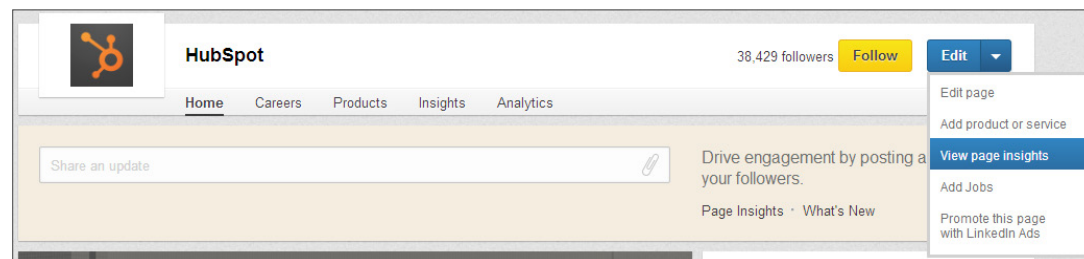 HubSpot
38,429 followers
Follow
Edit
Home Careers Products Insights Analytics
Edit page
Add product or service
View page insights
Add Jobs
Promote this page
with LinkedIn Ads
Share an update
Drive engagement by posting a
your followers.
Page Insights · What's New